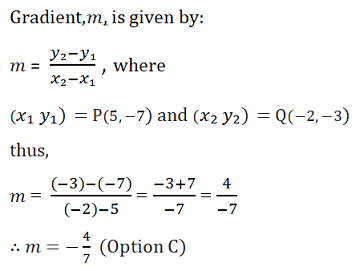 Gradient,m, is given by:
m = y₂−y₁/x₂−x₁ , where
(x₁ y₁) = P(5,−7) and (x₂ y₂) = Q(−2,−3)
thus,
m = (−3)−(−7)/(−2)−5 = −3+7/−7 = 4/−7
∴ m = −4/7 (Option C)